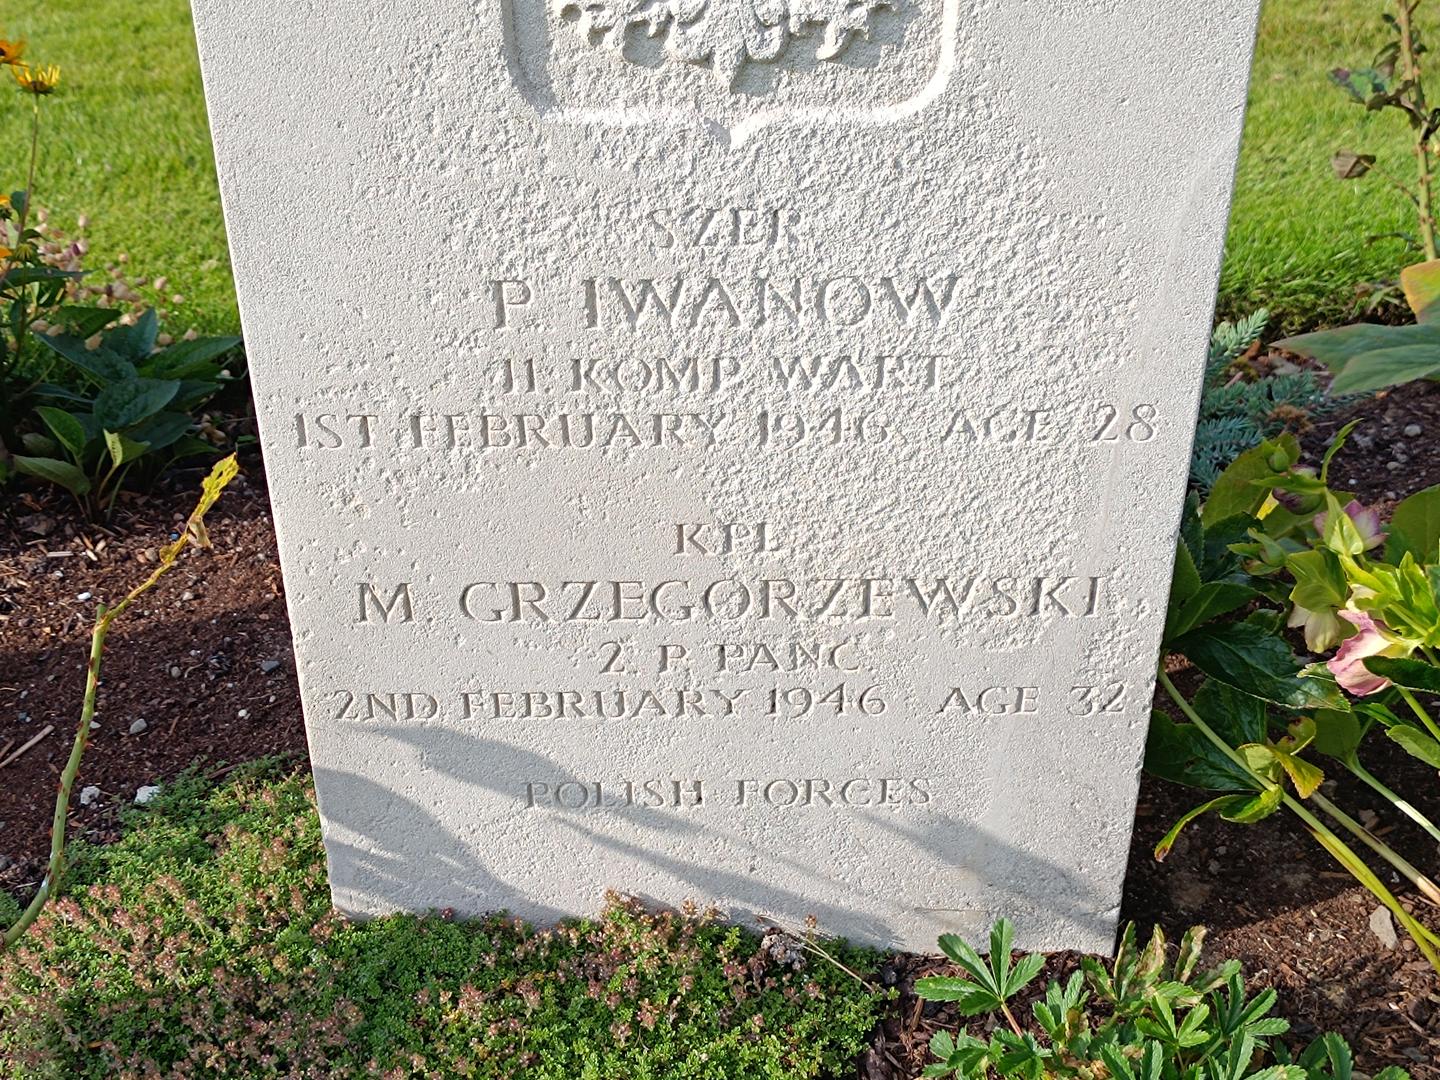 SZER
P. IWANOW
11 KOMP WART
1ST FEBRUARY 1946 AGE 28
KPL
M. GRZEGORZEWSKI
2 P. PANC
2ND FEBRUARY 1946 AGE 32
POLISH FORCES